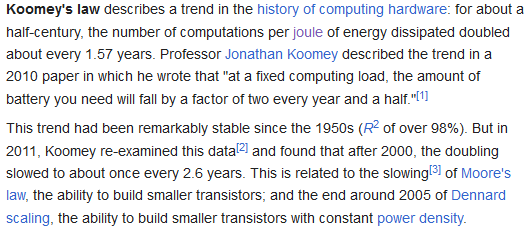 Koomey's law describes a trend in the history of computing hardware: for about a
half-century, the number of computations per joule of energy dissipated doubled
about every 1.57 years. Professor Jonathan Koomey described the trend in a
2010 paper in which he wrote that "at a fixed computing load, the amount of
battery you need will fall by a factor of two every year and a half."[1]
This trend had been remarkably stable since the 1950s (R2 of over 98%). But in
2011, Koomey re-examined this data[2] and found that after 2000, the doubling
slowed to about once every 2.6 years. This is related to the slowing[3] of Moore's
law, the ability to build smaller transistors; and the end around 2005 of Dennard
scaling, the ability to build smaller transistors with constant power density.